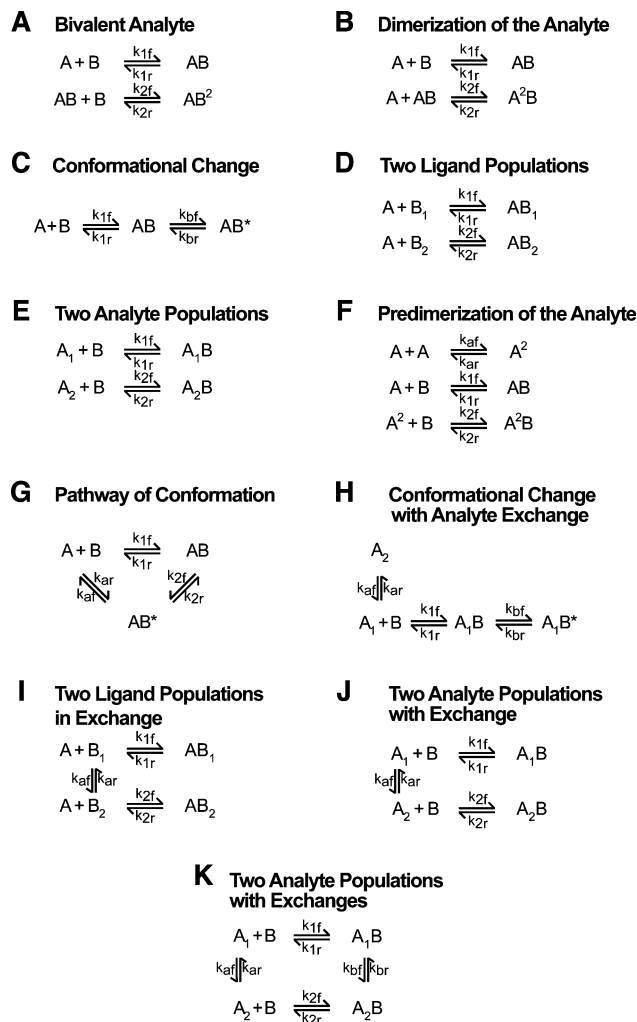 A Bivalent Analyte
A + B k1f k1r AB
AB + B k2f k2r AB²
B Dimerization of the Analyte
A + B k1f k1r AB
A + AB k2f k2r A²B
C Conformational Change
A + B k1f k1r AB kbf kbr AB*
D Two Ligand Populations
A + B₁ k1f k1r AB₁
A + B₂ k2f k2r AB₂
E Two Analyte Populations
A₁ + B k1f k1r A₁B
A₂ + B k2f k2r A₂B
F Predimerization of the Analyte
A + A kaf kar A²
A + B k1f k1r AB
A² + B k2f k2r A²B
G Pathway of Conformation
A + B k1f k1r AB
kaf kar k2f k2r
AB*
H Conformational Change
with Analyte Exchange
A₂
kaf kar
A₁ + B k1f k1r A₁B kbf kbr A₁B*
I Two Ligand Populations
in Exchange
A + B₁ k1f k1r AB₁
kaf kar
A + B₂ k2f k2r AB₂
J Two Analyte Populations
with Exchange
A₁ + B k1f k1r A₁B
kaf kar
A₂ + B k2f k2r A₂B
K Two Analyte Populations
with Exchanges
A₁ + B k1f k1r A₁B
kaf kar kbf kbr
A₂ + B k2f k2r A₂B